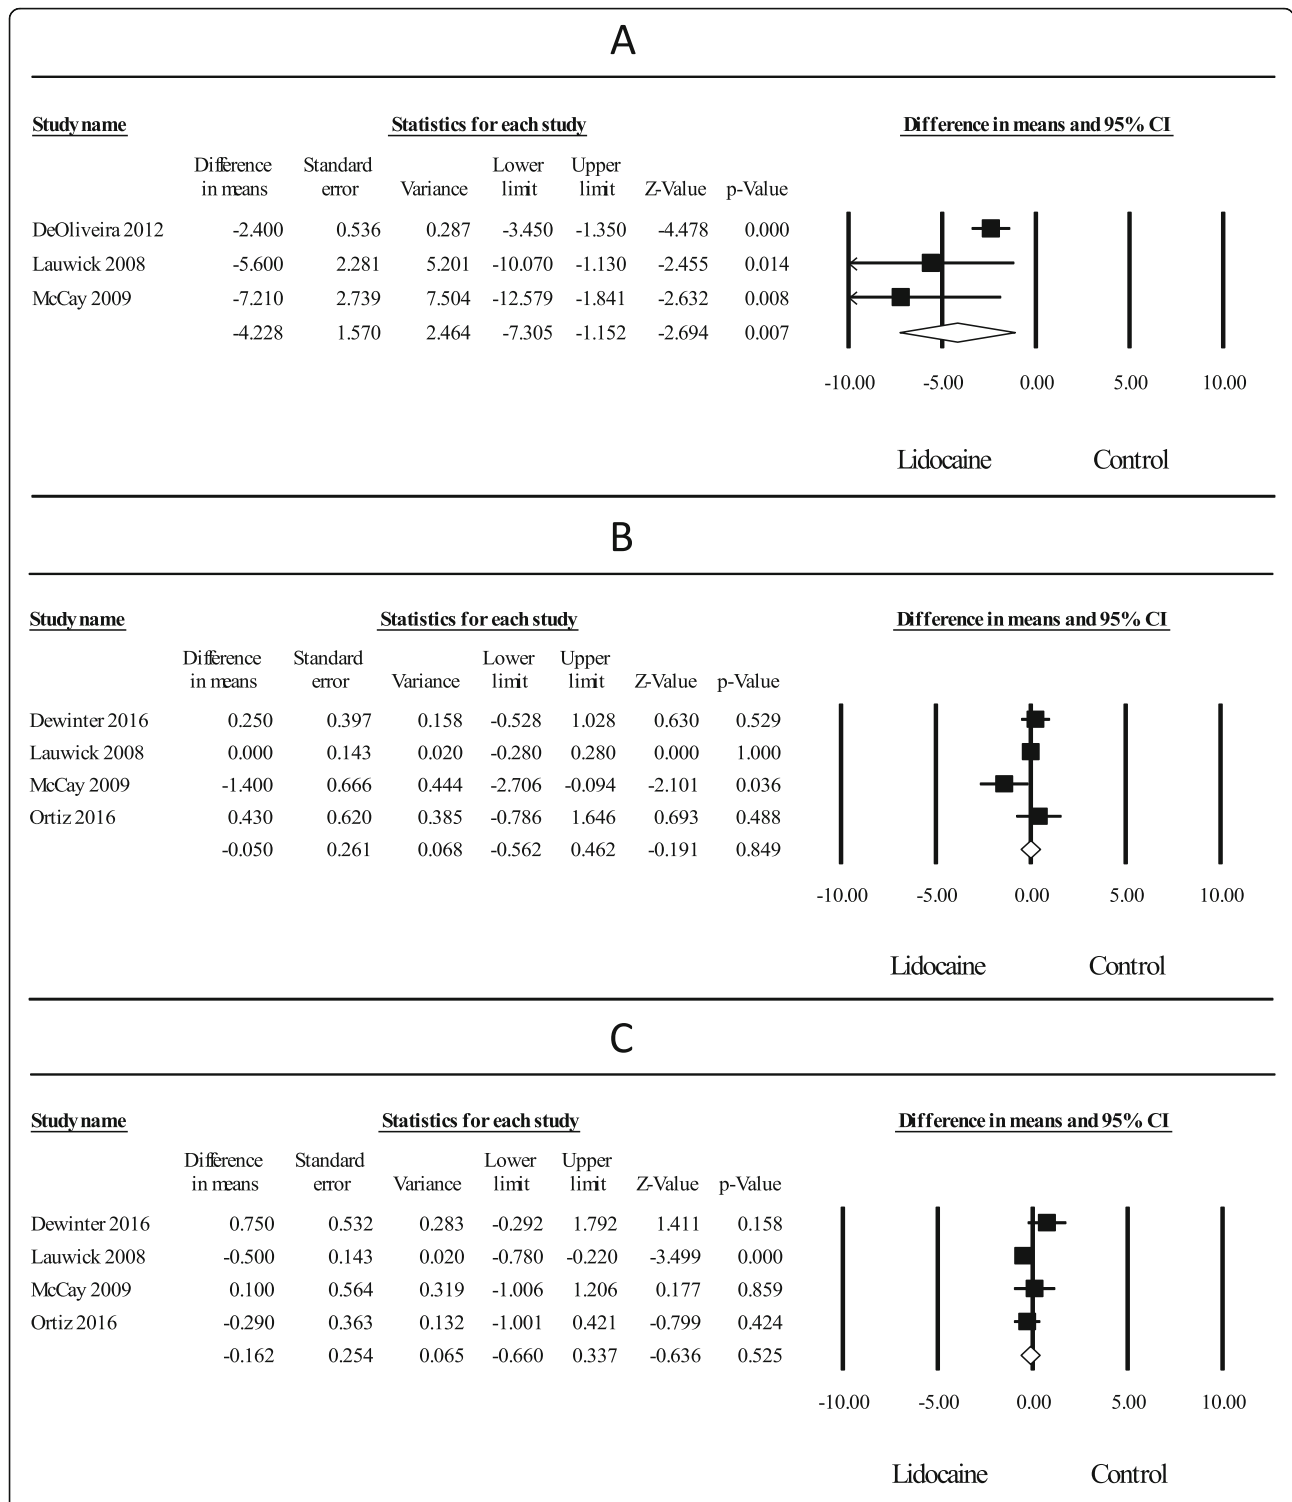 A
Study name Statistics for each study Difference in means and 95% CI
Difference Standard Lower Upper
in means error Variance limit limit Z-Value p-Value
DeOliveira 2012 -2.400 0.536 0.287 -3.450 -1.350 -4.478 0.000
Lauwick 2008 -5.600 2.281 5.201 -10.070 -1.130 -2.455 0.014
McCay 2009 -7.210 2.739 7.504 -12.579 -1.841 -2.632 0.008
-4.228 1.570 2.464 -7.305 -1.152 -2.694 0.007
-10.00 -5.00 0.00 5.00 10.00
Lidocaine Control
B
Study name Statistics for each study Difference in means and 95% CI
Difference Standard Lower Upper
in means error Variance limit limit Z-Value p-Value
Dewinter 2016 0.250 0.397 0.158 -0.528 1.028 0.630 0.529
Lauwick 2008 0.000 0.143 0.020 -0.280 0.280 0.000 1.000
McCay 2009 -1.400 0.666 0.444 -2.706 -0.094 -2.101 0.036
Ortiz 2016 0.430 0.620 0.385 -0.786 1.646 0.693 0.488
-0.050 0.261 0.068 -0.562 0.462 -0.191 0.849
-10.00 -5.00 0.00 5.00 10.00
Lidocaine Control
C
Study name Statistics for each study Difference in means and 95% CI
Difference Standard Lower Upper
in means error Variance limit limit Z-Value p-Value
Dewinter 2016 0.750 0.532 0.283 -0.292 1.792 1.411 0.158
Lauwick 2008 -0.500 0.143 0.020 -0.780 -0.220 -3.499 0.000
McCay 2009 0.100 0.564 0.319 -1.006 1.206 0.177 0.859
Ortiz 2016 -0.290 0.363 0.132 -1.001 0.421 -0.799 0.424
-0.162 0.254 0.065 -0.660 0.337 -0.636 0.525
-10.00 -5.00 0.00 5.00 10.00
Lidocaine Control